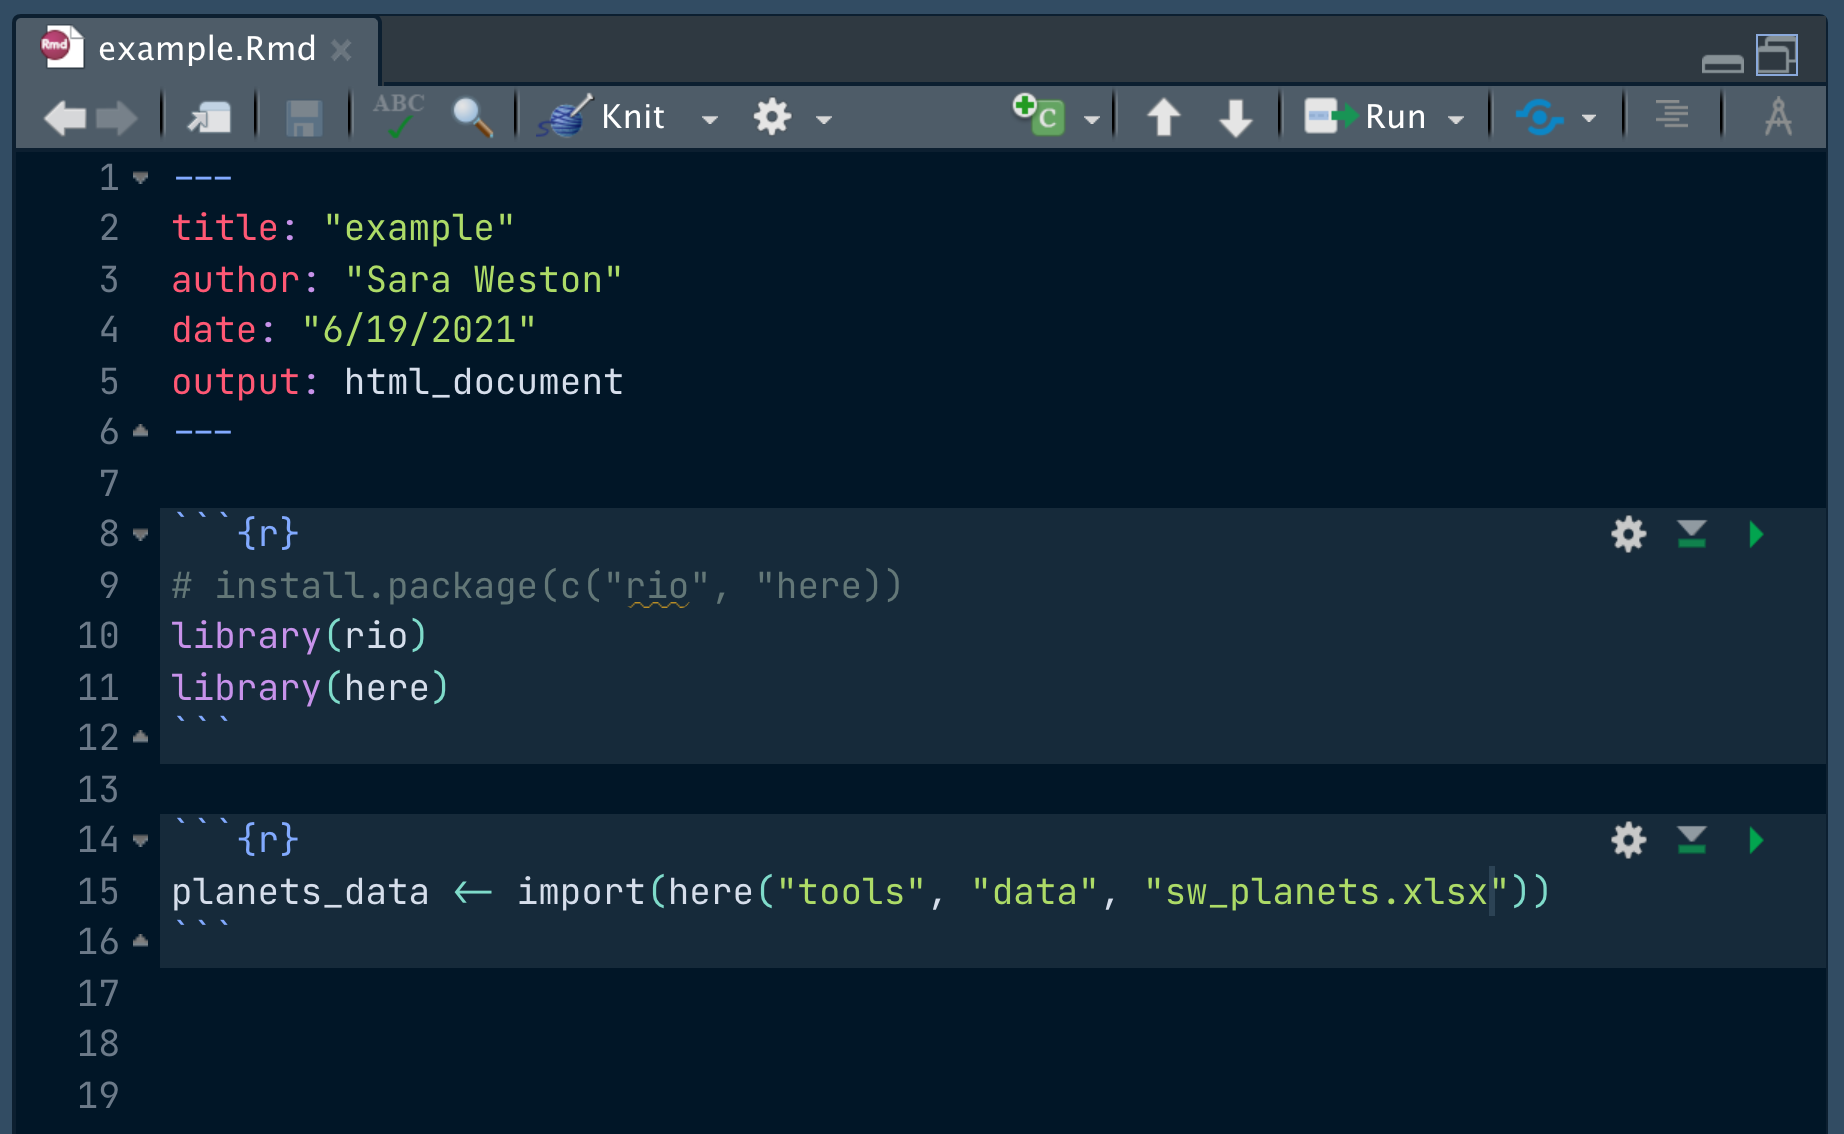 Rmd example.Rmd
ABC Knit C Run
1 ---
2 title: "example"
3 author: "Sara Weston"
4 date: "6/19/2021"
5 output: html_document
6 ---
7
8 ```{r}
9 # install.package(c("rio", "here))
10 library(rio)
11 library(here)
12 ```
13
14 ```{r}
15 planets_data <- import(here("tools", "data", "sw_planets.xlsx"))
16 ```
17
18
19